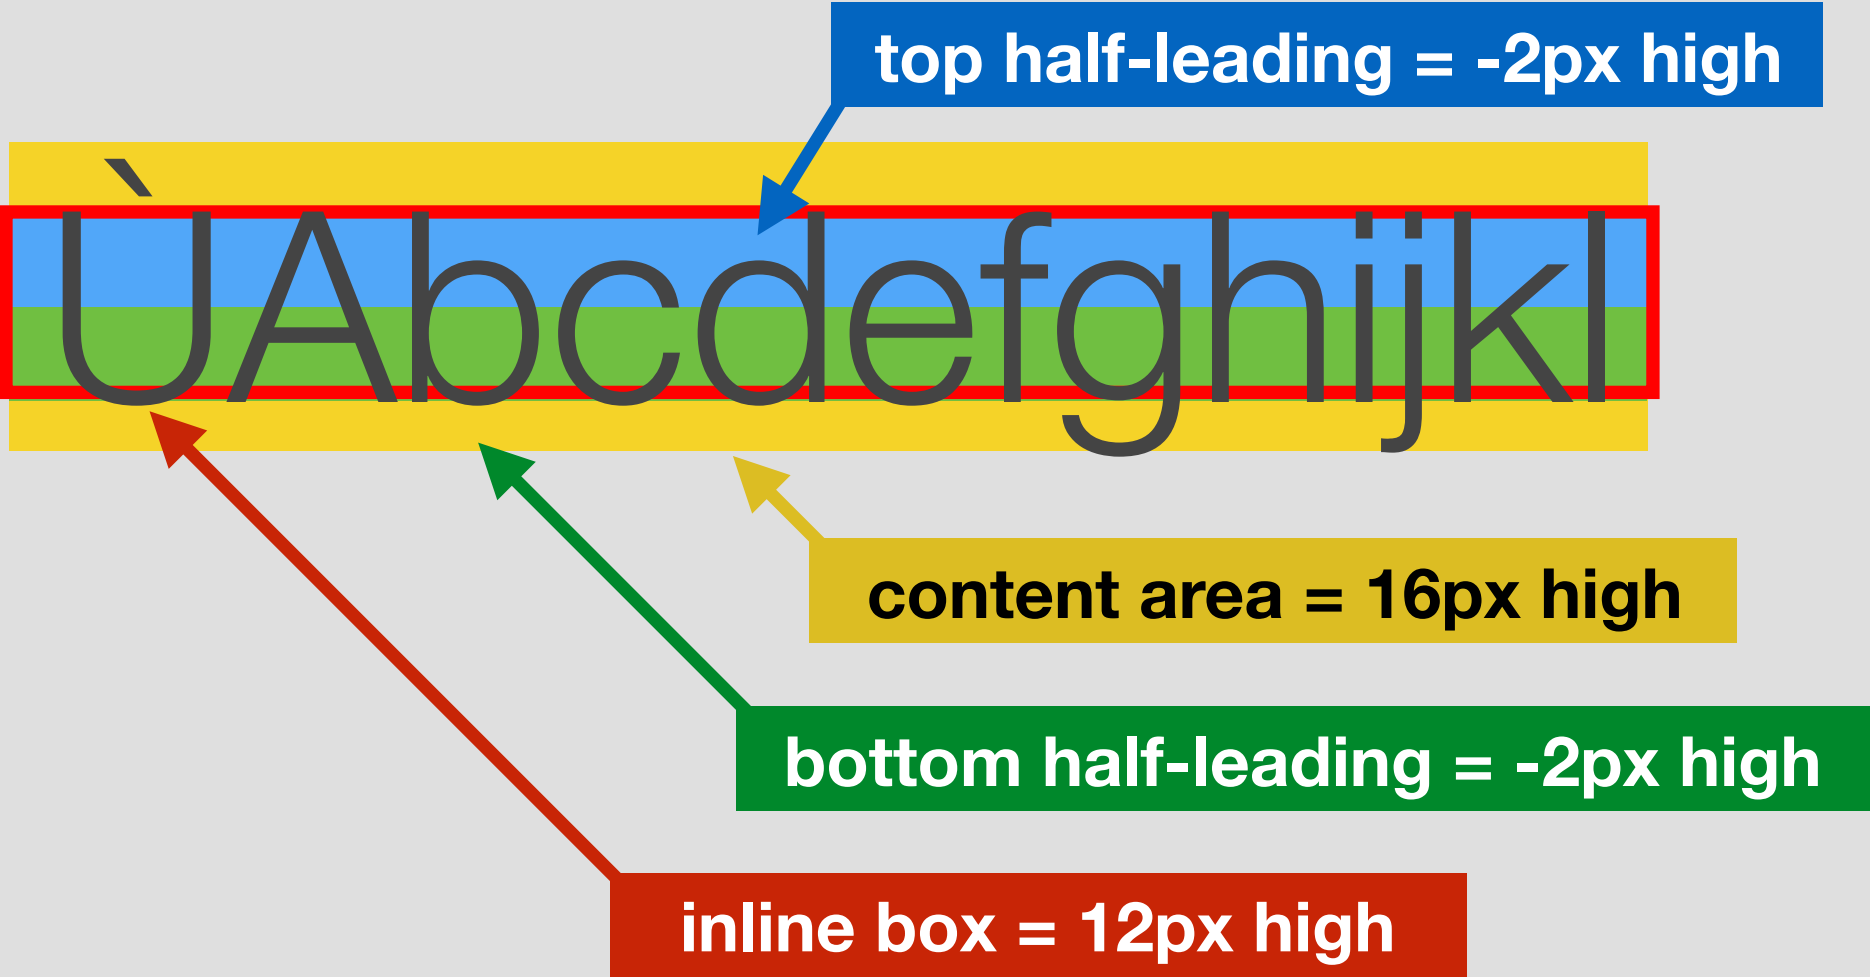 top half-leading = -2px high
ÙAbcdefghijkl
content area = 16px high
bottom half-leading = -2px high
inline box = 12px high